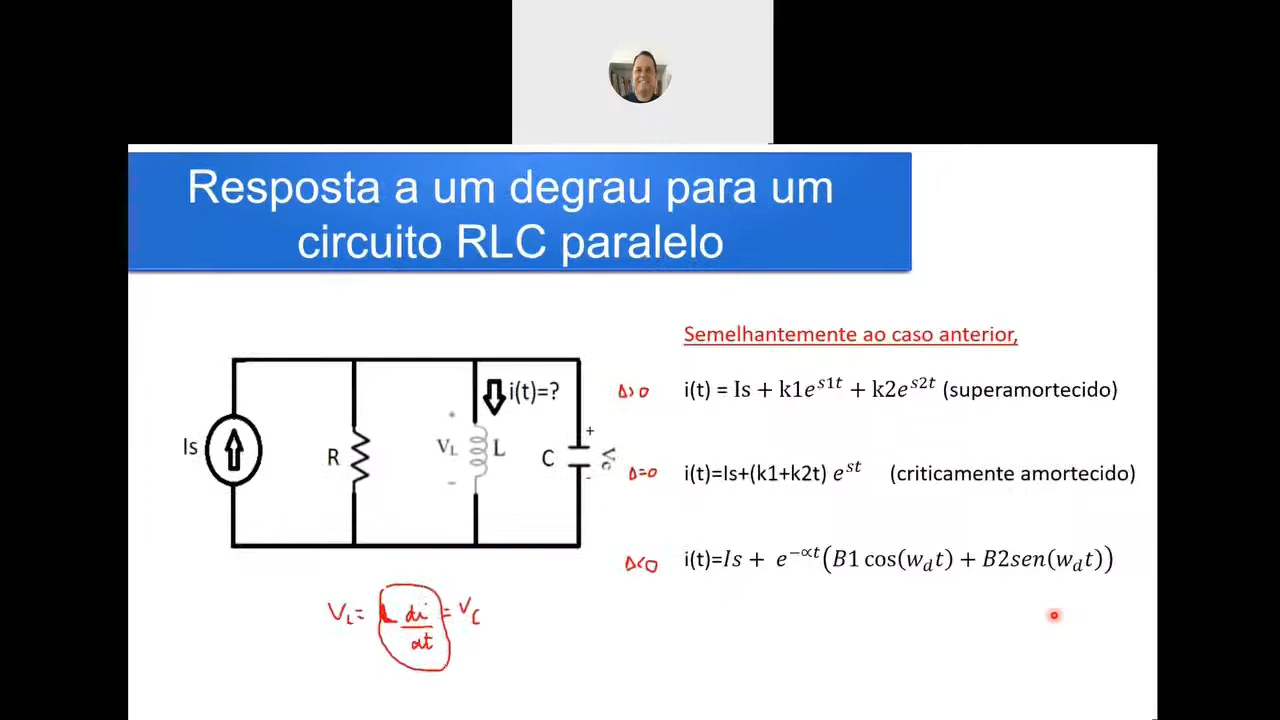 Resposta a um degrau para um
circuito RLC paralelo
Semelhantemente ao caso anterior,
Δ>0 i(t) = Is + k1e^{s1t} + k2e^{s2t} (superamortecido)
i(t)=?
+ +
Is R V_L L C V_c
- -
Δ=0 i(t)=Is+(k1+k2t) e^{st} (criticamente amortecido)
Δ<0 i(t)=Is + e^{-∝t}(B1 cos(w_d t) + B2sen(w_d t))
V_L = L di/dt = V_C